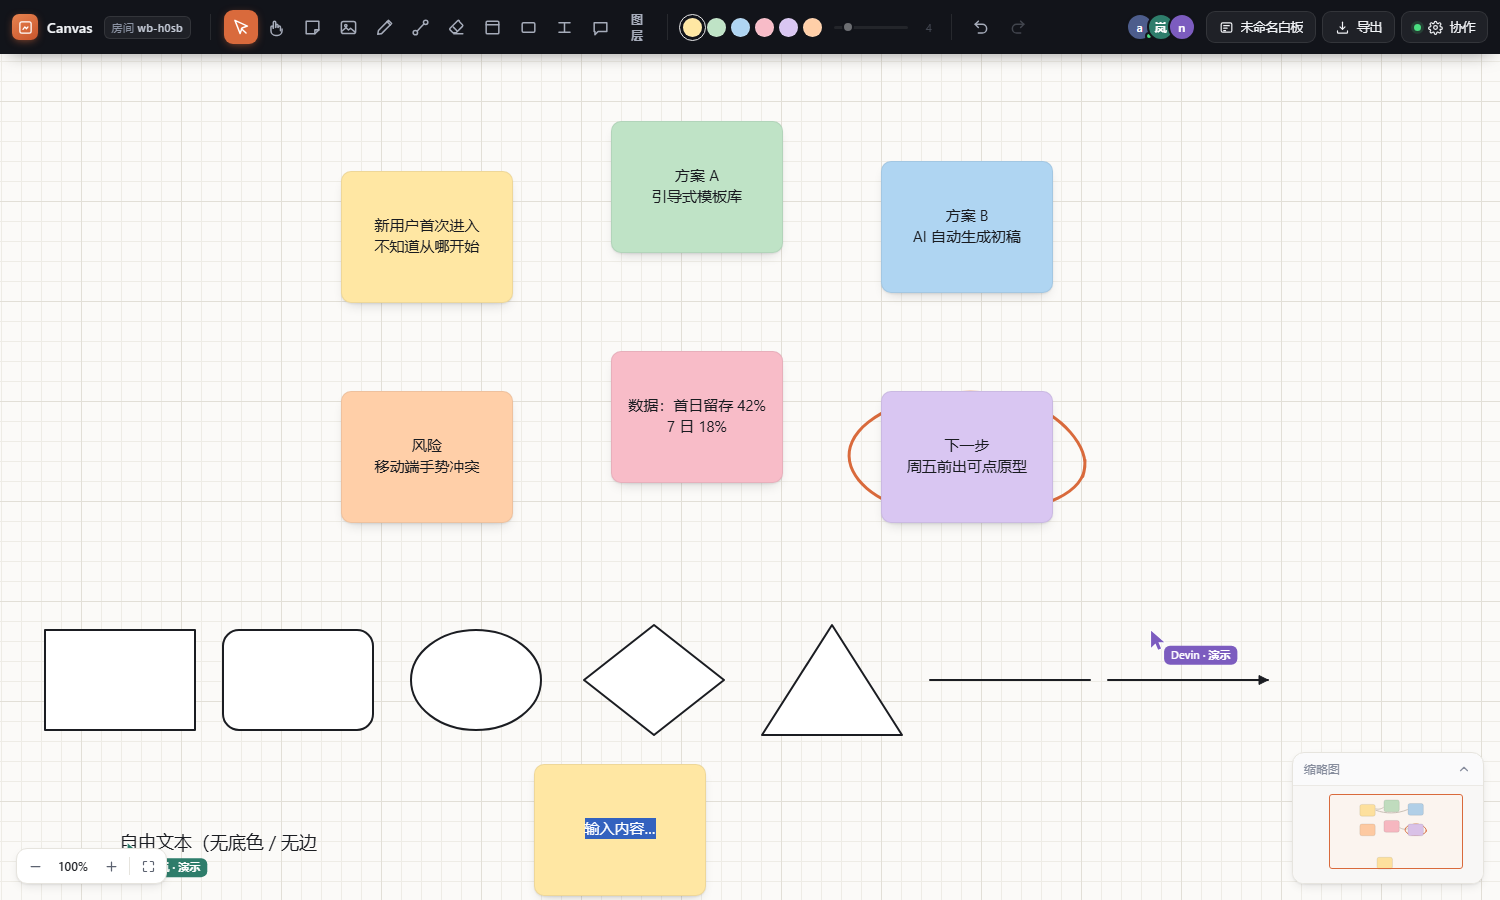 Canvas
房间 wb-h0sb
图层
4
a
岚
n
未命名白板
导出
协作
方案 A
引导式模板库
新用户首次进入
不知道从哪开始
方案 B
AI 自动生成初稿
数据：首日留存 42%
7 日 18%
风险
移动端手势冲突
下一步
周五前出可点原型
Devin · 演示
缩略图
输入内容...
自由文本（无底色 / 无边
100%
· 演示